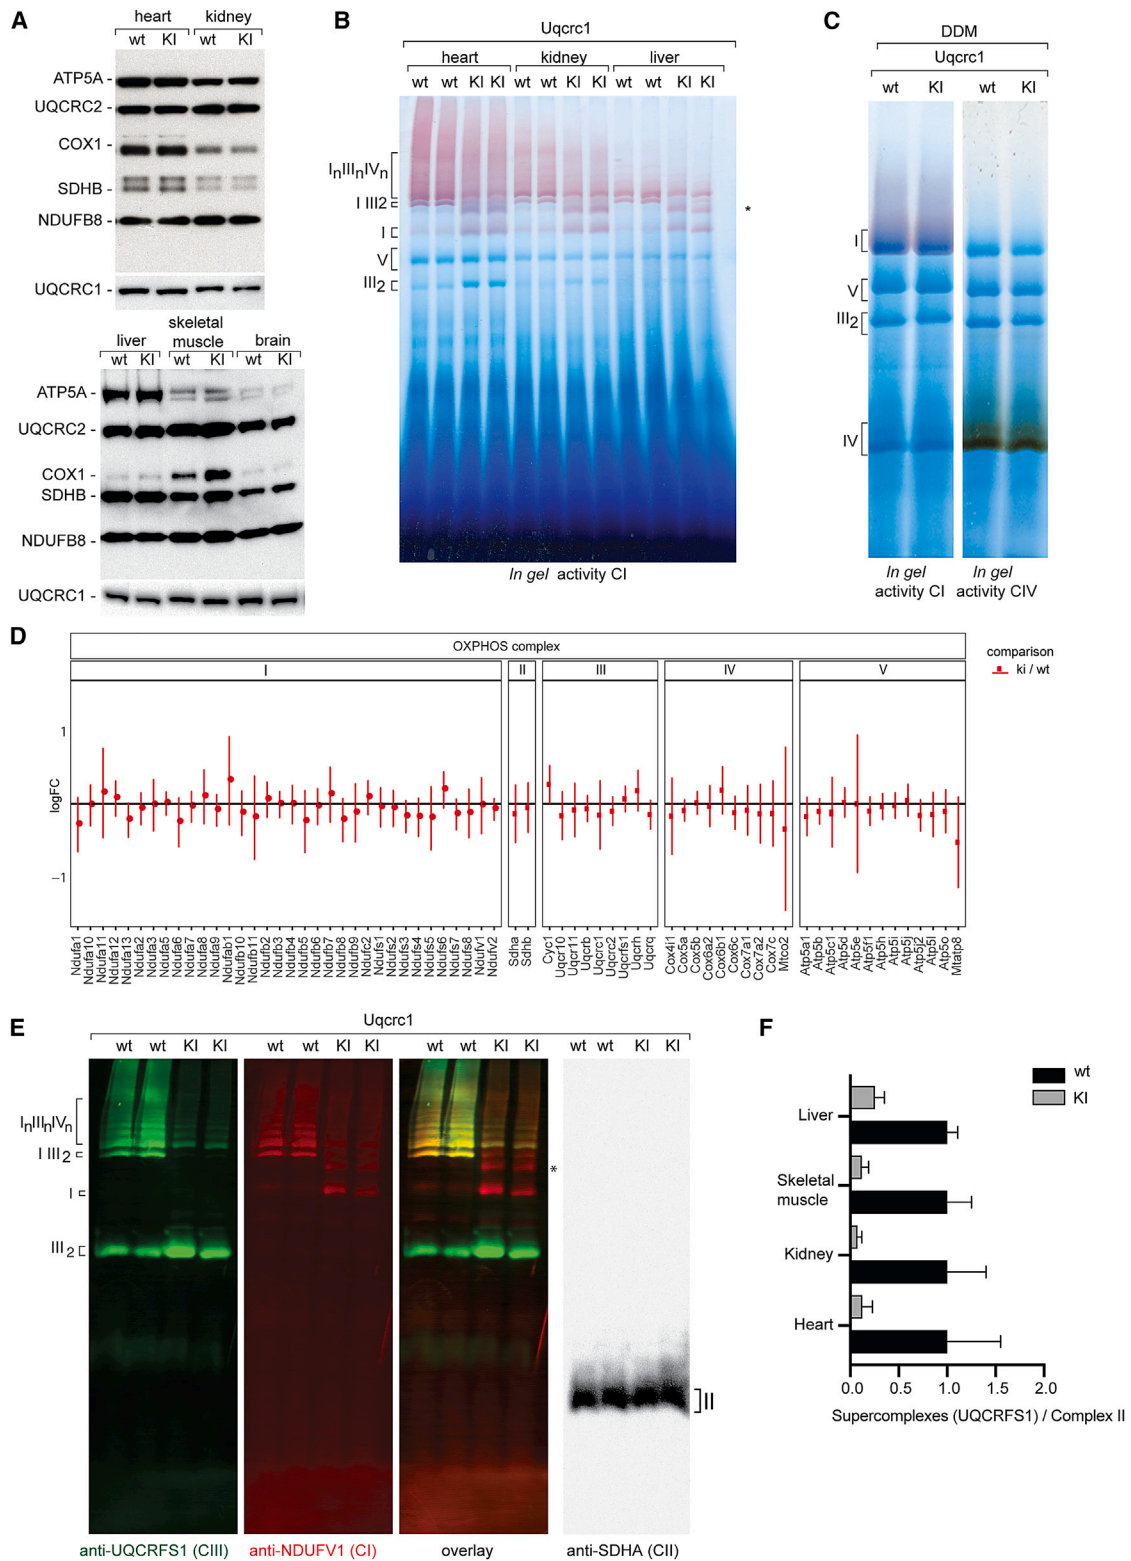 A
heart kidney
wt KI wt KI
ATP5A -
UQCRC2 -
COX1 -
SDHB -
NDUFB8 -
UQCRC1 -
liver skeletal muscle brain
wt KI wt KI wt KI
ATP5A -
UQCRC2 -
COX1 -
SDHB -
NDUFB8 -
UQCRC1 -
B
Uqcrc1
heart kidney liver
wt wt KI KI wt wt KI KI wt wt KI KI
InIIInIVn
I III2
I
V
III2
*
In gel activity CI
C
DDM
Uqcrc1
wt KI wt KI
I
V
III2
IV
In gel activity CI
In gel activity CIV
D
OXPHOS complex
I II III IV V
comparison
ki / wt
logFC
1
0
−1
Ndufa1
Ndufa10
Ndufa11
Ndufa12
Ndufa13
Ndufa2
Ndufa3
Ndufa5
Ndufa6
Ndufa7
Ndufa8
Ndufa9
Ndufab1
Ndufb10
Ndufb11
Ndufb2
Ndufb3
Ndufb4
Ndufb5
Ndufb6
Ndufb7
Ndufb8
Ndufb9
Ndufc2
Ndufs1
Ndufs2
Ndufs3
Ndufs4
Ndufs5
Ndufs6
Ndufs7
Ndufs8
Ndufv1
Ndufv2
Sdha
Sdhb
Cyc1
Uqcr10
Uqcr11
Uqcrb
Uqcrc1
Uqcrc2
Uqcrfs1
Uqcrh
Uqcrq
Cox4i1
Cox5a
Cox5b
Cox6a2
Cox6b1
Cox6c
Cox7a1
Cox7a2
Cox7c
Mtco2
Atp5a1
Atp5b
Atp5c1
Atp5d
Atp5e
Atp5f1
Atp5h
Atp5i
Atp5j
Atp5j2
Atp5l
Atp5o
Mtatp8
E
Uqcrc1
wt wt KI KI wt wt KI KI wt wt KI KI wt wt KI KI
InIIInIVn
I III2
I
III2
*
II
anti-UQCRFS1 (CIII)
anti-NDUFV1 (CI)
overlay
anti-SDHA (CII)
F
wt
KI
Liver
Skeletal
muscle
Kidney
Heart
0.0 0.5 1.0 1.5 2.0
Supercomplexes (UQCRFS1) / Complex II